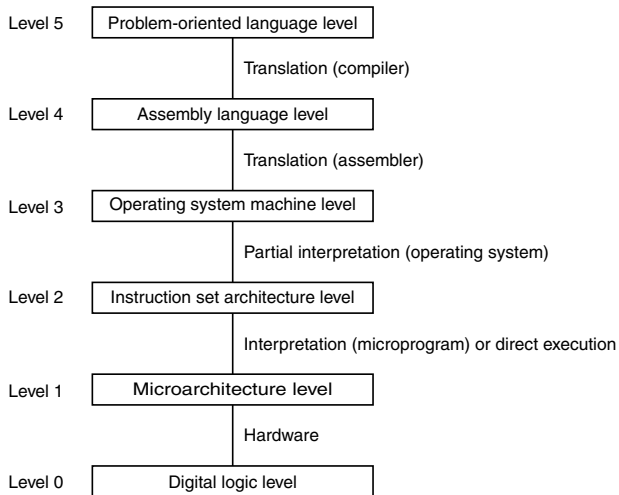 Level 5 Problem-oriented language level
Translation (compiler)
Level 4 Assembly language level
Translation (assembler)
Level 3 Operating system machine level
Partial interpretation (operating system)
Level 2 Instruction set architecture level
Interpretation (microprogram) or direct execution
Level 1 Microarchitecture level
Hardware
Level 0 Digital logic level